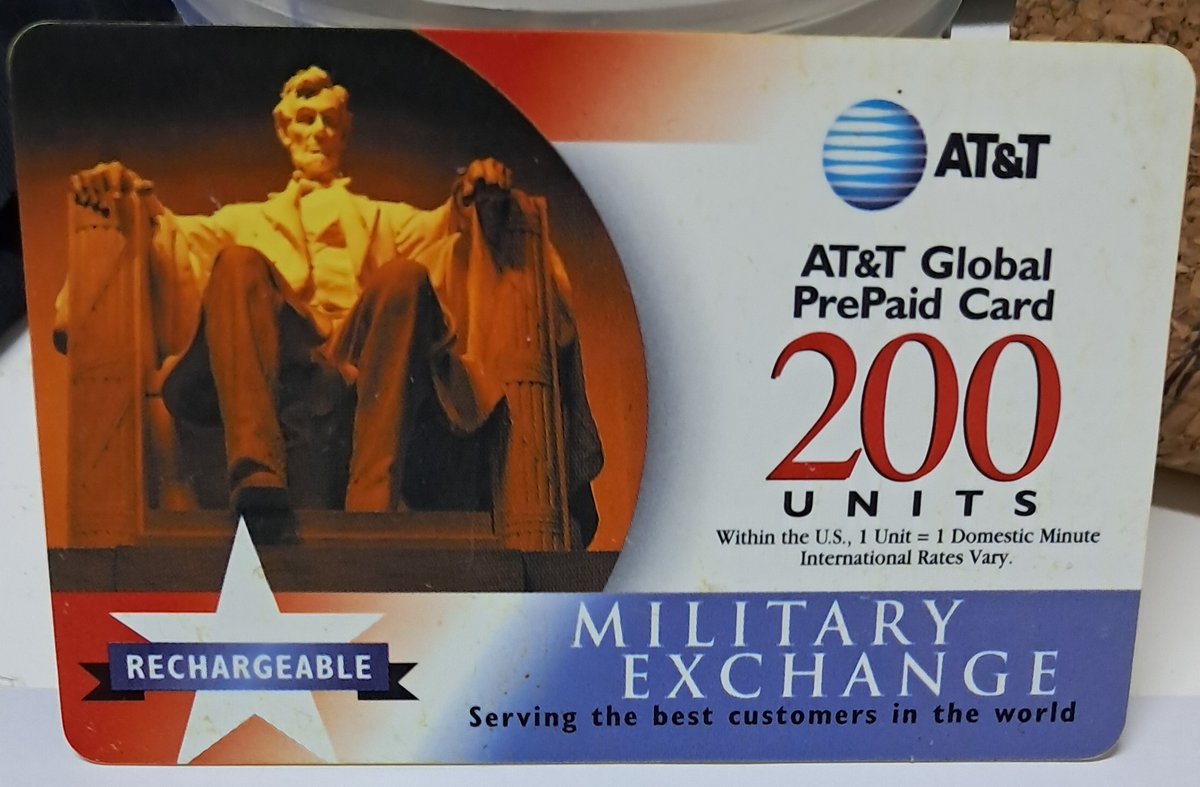 AT&T
AT&T Global
PrePaid Card
200
UNITS
Within the U.S., 1 Unit = 1 Domestic Minute
International Rates Vary.
RECHARGEABLE
MILITARY
EXCHANGE
Serving the best customers in the world